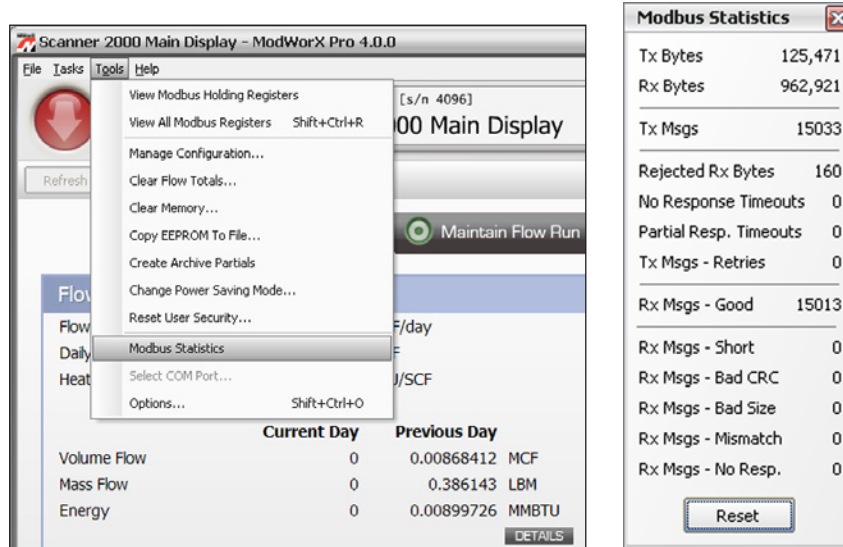 Scanner 2000 Main Display - ModWorX Pro 4.0.0
File Tasks Tools Help
[s/n 4096]
00 Main Display
Refresh
View Modbus Holding Registers
View All Modbus Registers Shift+Ctrl+R
Manage Configuration...
Clear Flow Totals...
Clear Memory...
Copy EEPROM To File...
Create Archive Partials
Change Power Saving Mode...
Reset User Security...
Modbus Statistics
Select COM Port...
Options... Shift+Ctrl+O
Maintain Flow Run
Flow
Flow F/day
Daily F
Heat J/SCF
Current Day Previous Day
Volume Flow 0 0.00868412 MCF
Mass Flow 0 0.386143 LBM
Energy 0 0.00899726 MMBTU
DETAILS
Modbus Statistics
Tx Bytes 125,471
Rx Bytes 962,921
Tx Msgs 15033
Rejected Rx Bytes 160
No Response Timeouts 0
Partial Resp. Timeouts 0
Tx Msgs - Retries 0
Rx Msgs - Good 15013
Rx Msgs - Short 0
Rx Msgs - Bad CRC 0
Rx Msgs - Bad Size 0
Rx Msgs - Mismatch 0
Rx Msgs - No Resp. 0
Reset